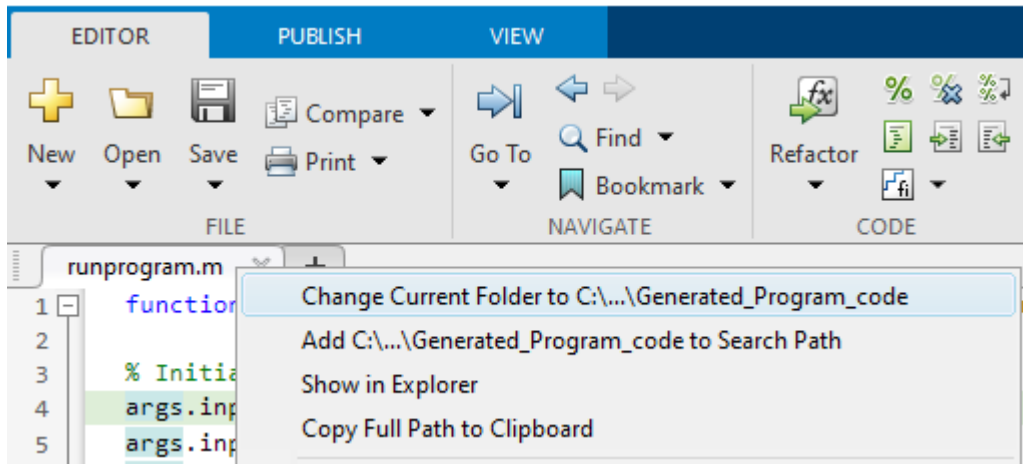 EDITOR PUBLISH VIEW
New Open Save Compare Print
Go To Find Bookmark
Refactor fx % % %
fi
FILE NAVIGATE CODE
runprogram.m
Change Current Folder to C:\...\Generated_Program_code
Add C:\...\Generated_Program_code to Search Path
Show in Explorer
Copy Full Path to Clipboard
1 function
2
3 % Initia
4 args.inp
5 args.inp